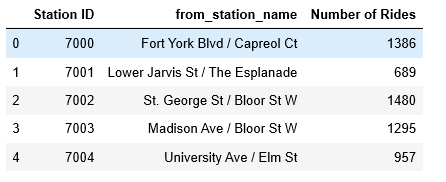 Station ID from_station_name Number of Rides
0 7000 Fort York Blvd / Capreol Ct 1386
1 7001 Lower Jarvis St / The Esplanade 689
2 7002 St. George St / Bloor St W 1480
3 7003 Madison Ave / Bloor St W 1295
4 7004 University Ave / Elm St 957